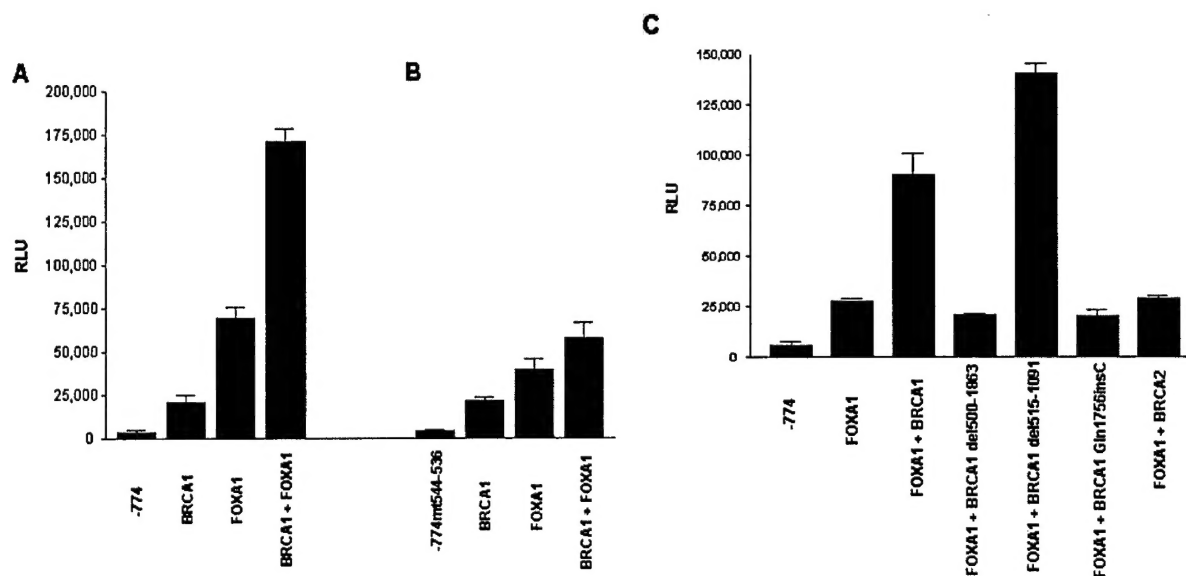 A
200,000
175,000
150,000
125,000
100,000
75,000
50,000
25,000
0
RLU
-774
BRCA1
FOXA1
BRCA1 + FOXA1
B
-774mt544-536
BRCA1
FOXA1
BRCA1 + FOXA1
C
150,000
125,000
100,000
75,000
50,000
25,000
0
RLU
-774
FOXA1
FOXA1 + BRCA1
FOXA1 + BRCA1 del500-1863
FOXA1 + BRCA1 del515-1091
FOXA1 + BRCA1 Gln1756insC
FOXA1 + BRCA2